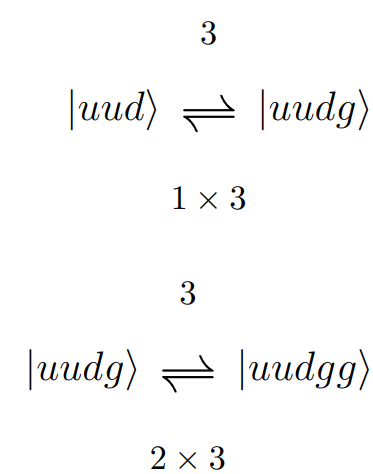 3
|uud⟩ ⇌ |uudg⟩
1 × 3
3
|uudg⟩ ⇌ |uudgg⟩
2 × 3